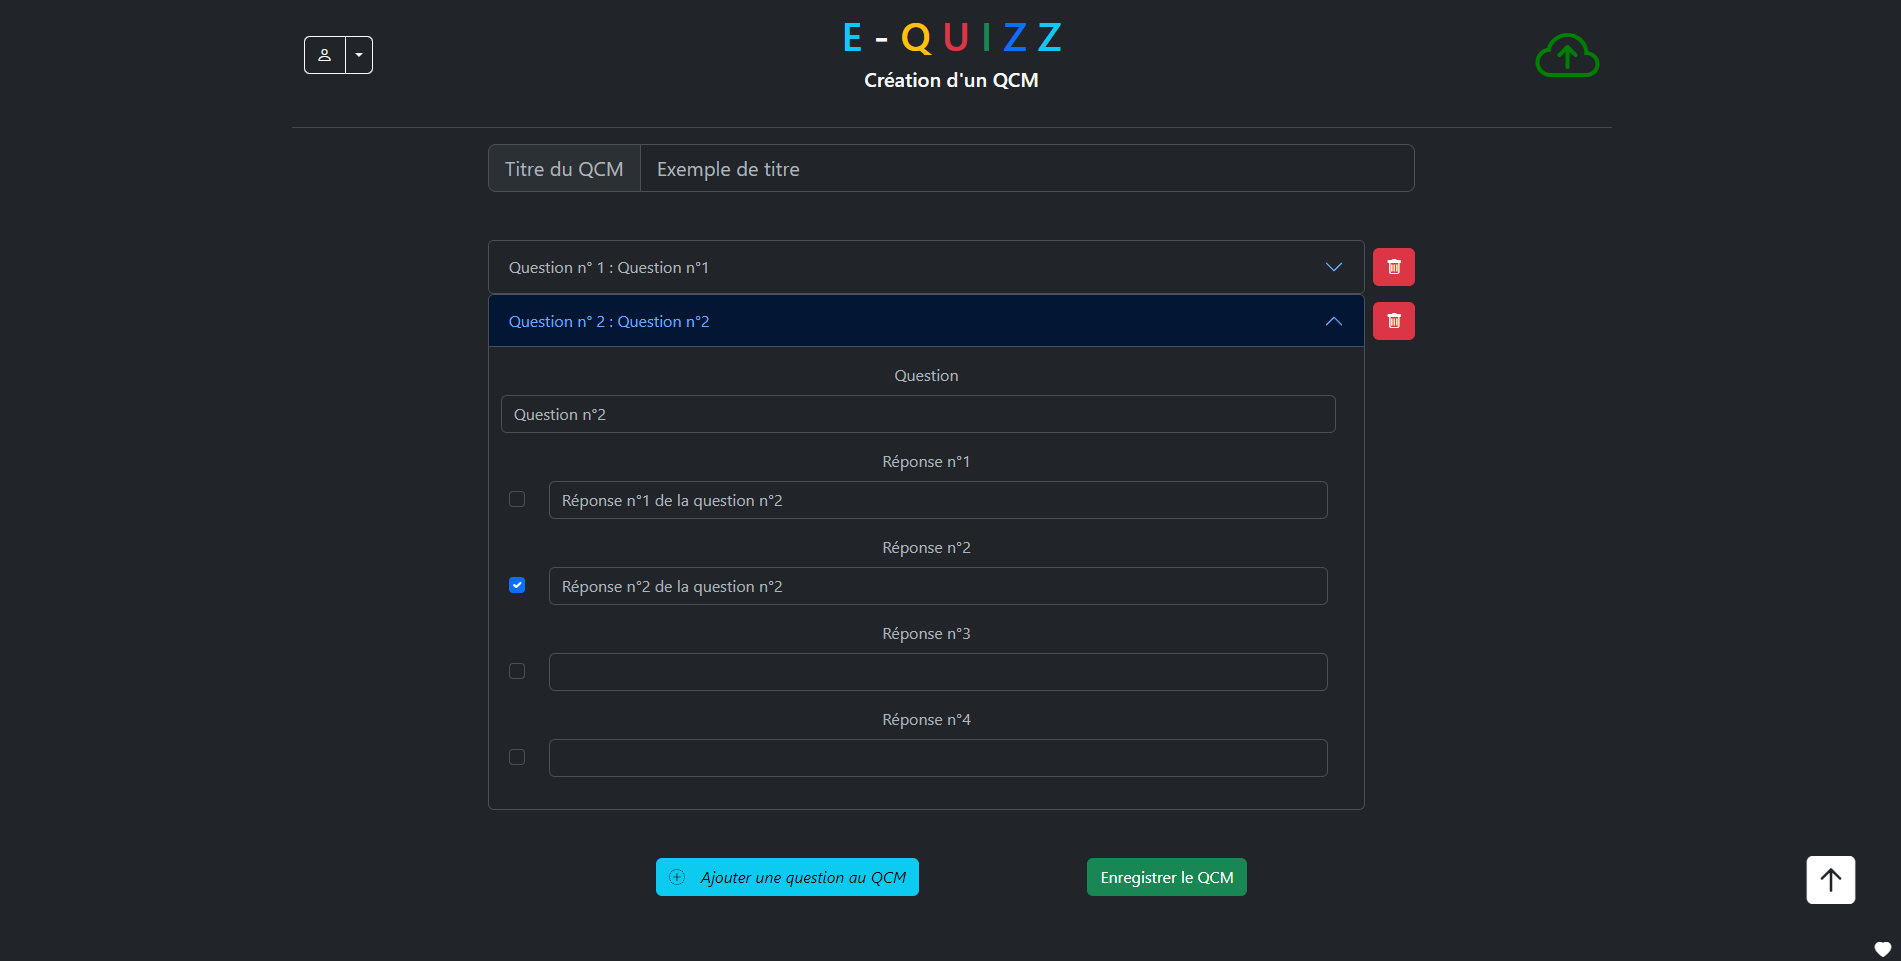 E-QUIZZ
Création d'un QCM
Titre du QCM Exemple de titre
Question n° 1 : Question n°1
Question n° 2 : Question n°2
Question
Question n°2
Réponse n°1
Réponse n°1 de la question n°2
Réponse n°2
Réponse n°2 de la question n°2
Réponse n°3
Réponse n°4
Ajouter une question au QCM Enregistrer le QCM